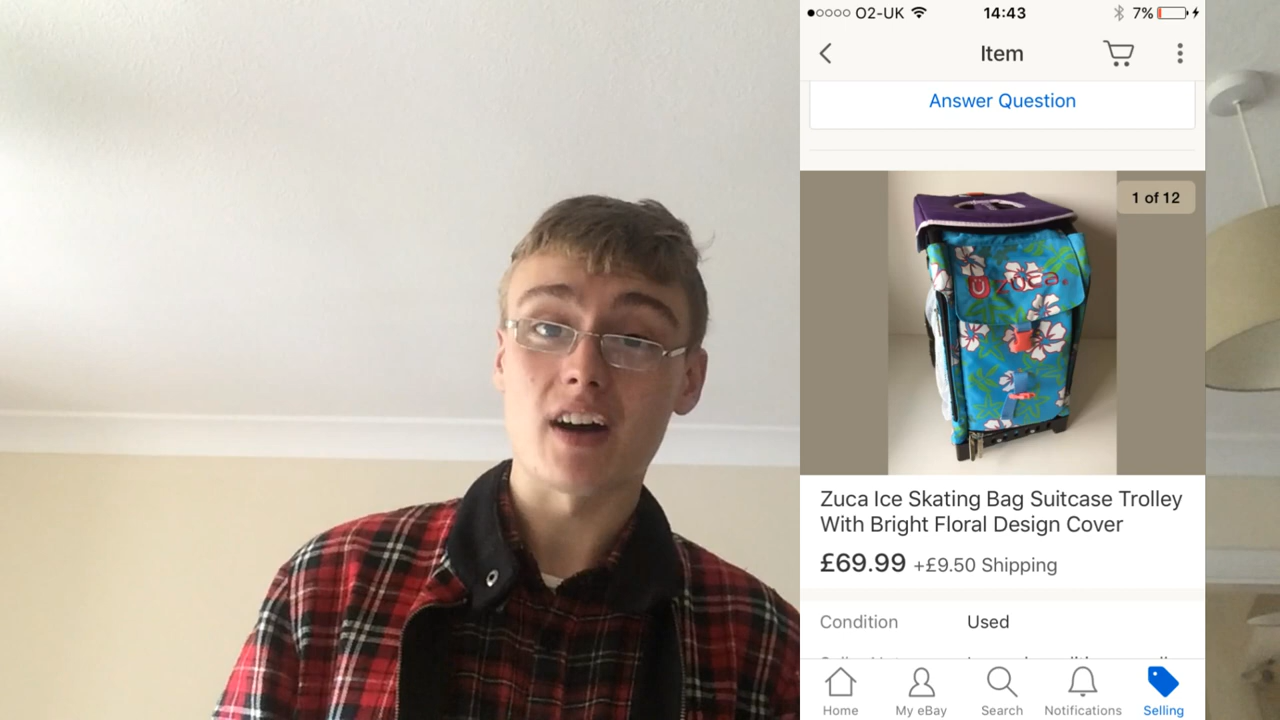 O2-UK 14:43 7%
Item
Answer Question
1 of 12
zuca.
Zuca Ice Skating Bag Suitcase Trolley
With Bright Floral Design Cover
£69.99 +£9.50 Shipping
Condition Used
Home My eBay Search Notifications Selling